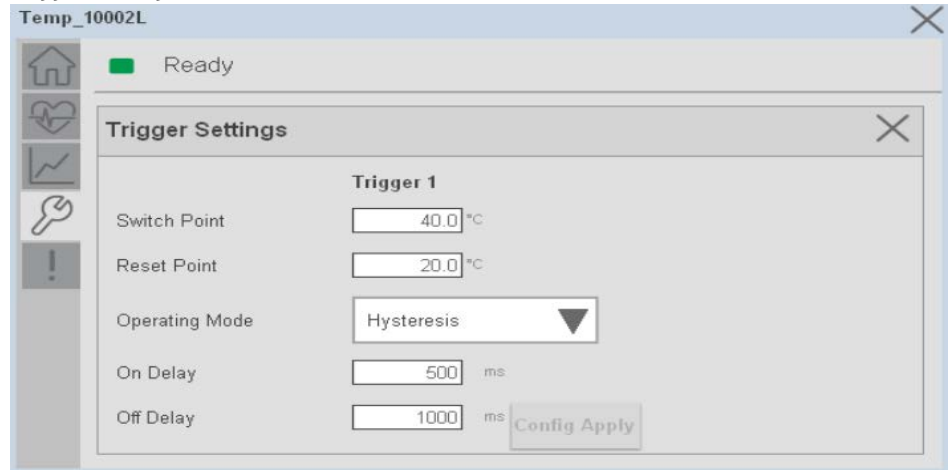 Temp_10002L
Ready
Trigger Settings
Trigger 1
Switch Point 40.0 °C
Reset Point 20.0 °C
Operating Mode Hysteresis
On Delay 500 ms
Off Delay 1000 ms Config Apply